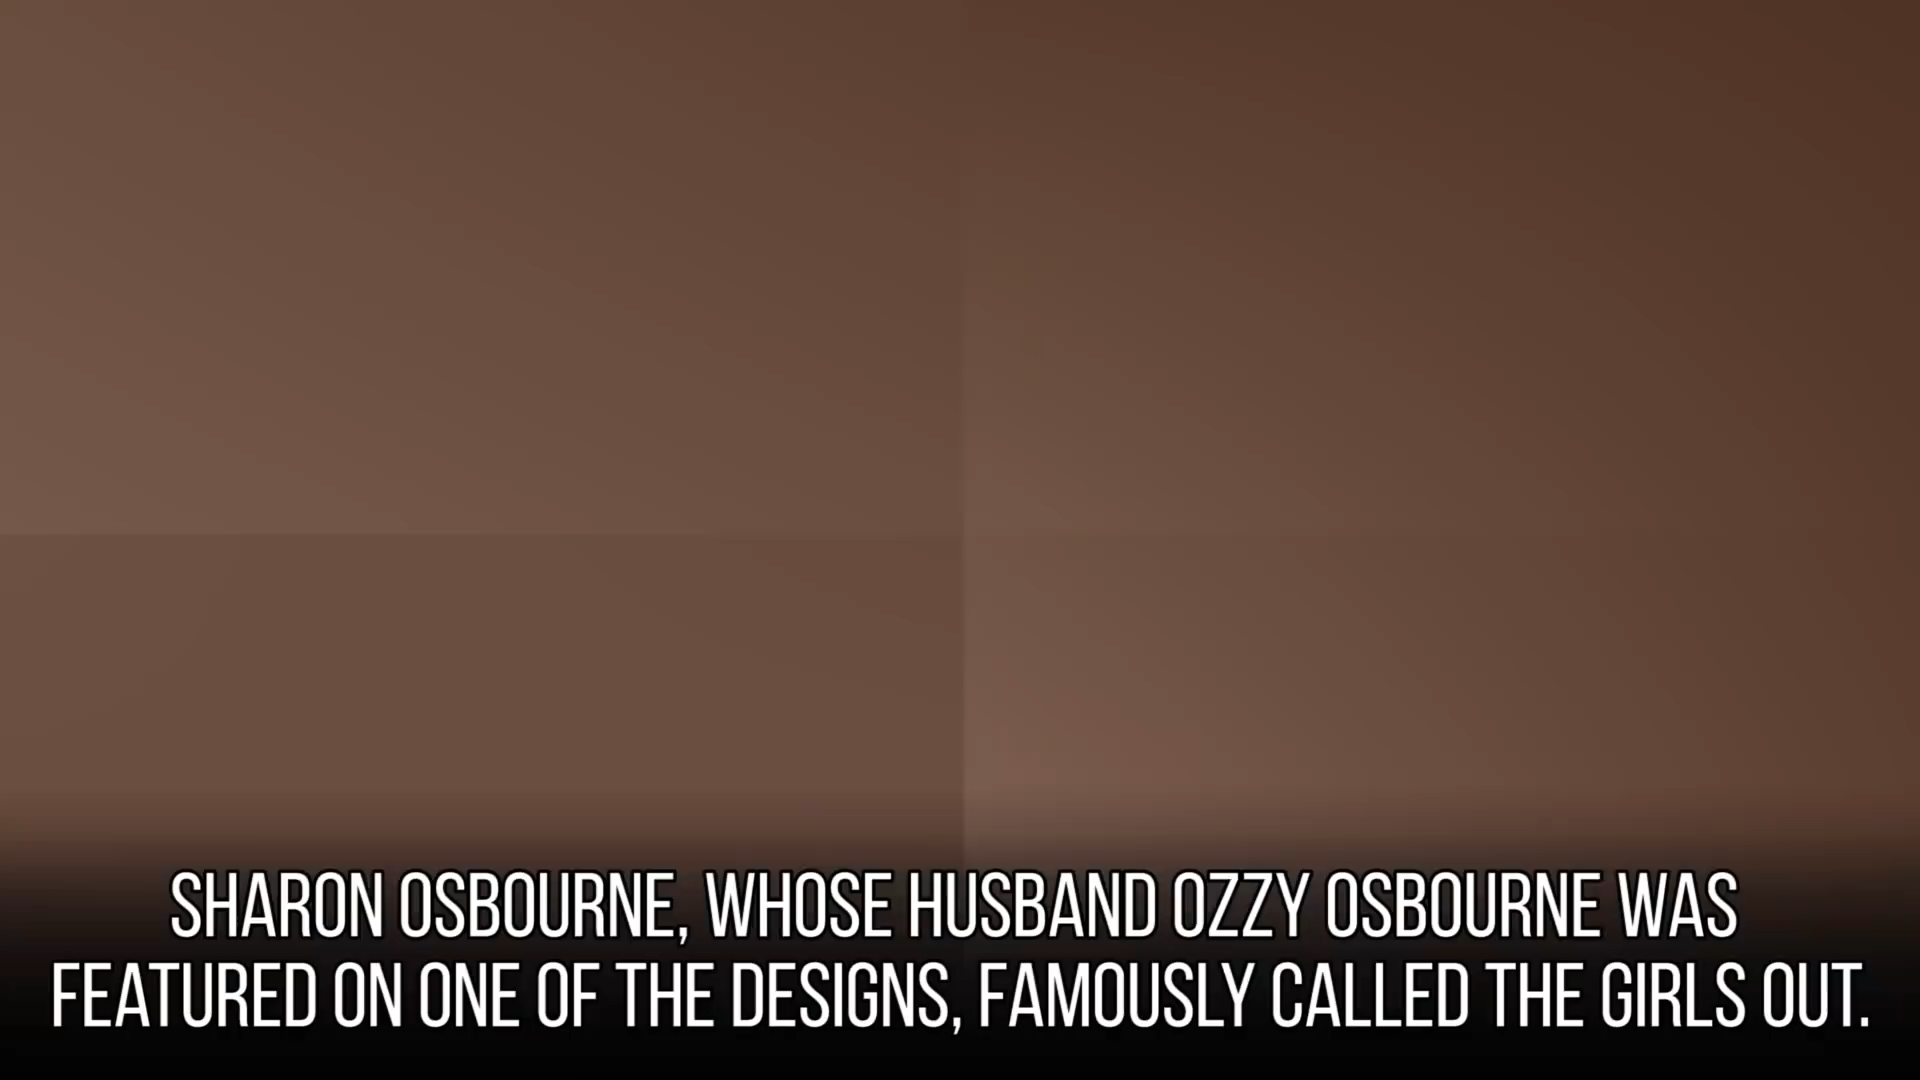 SHARON OSBOURNE, WHOSE HUSBAND OZZY OSBOURNE WAS
FEATURED ON ONE OF THE DESIGNS, FAMOUSLY CALLED THE GIRLS OUT.